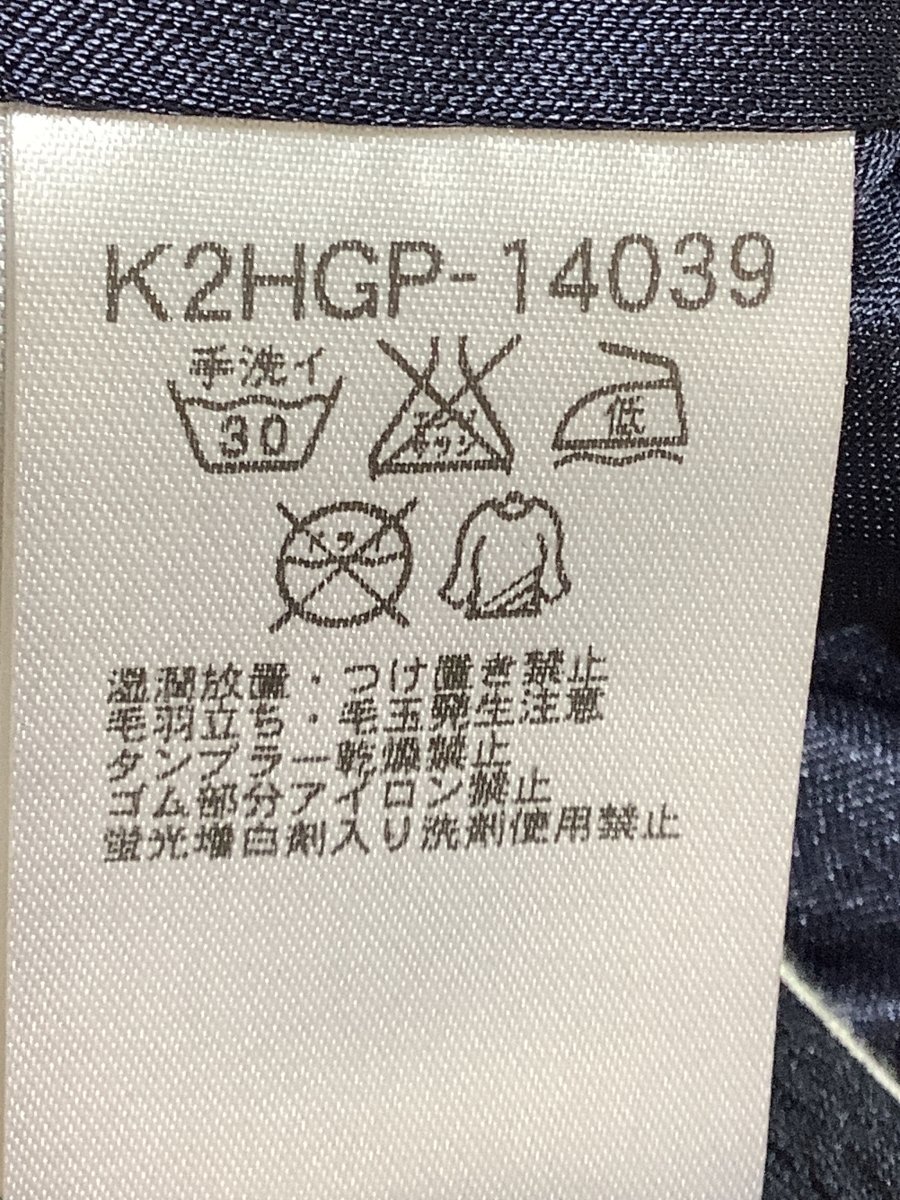 K2HGP-14039
手洗イ
30
低
ドライ
湿潤放置・つけ置き禁止
毛羽立ち・毛玉発生注意
タンブラー乾燥禁止
ゴム部分アイロン禁止
蛍光増白剤入り洗剤使用禁止